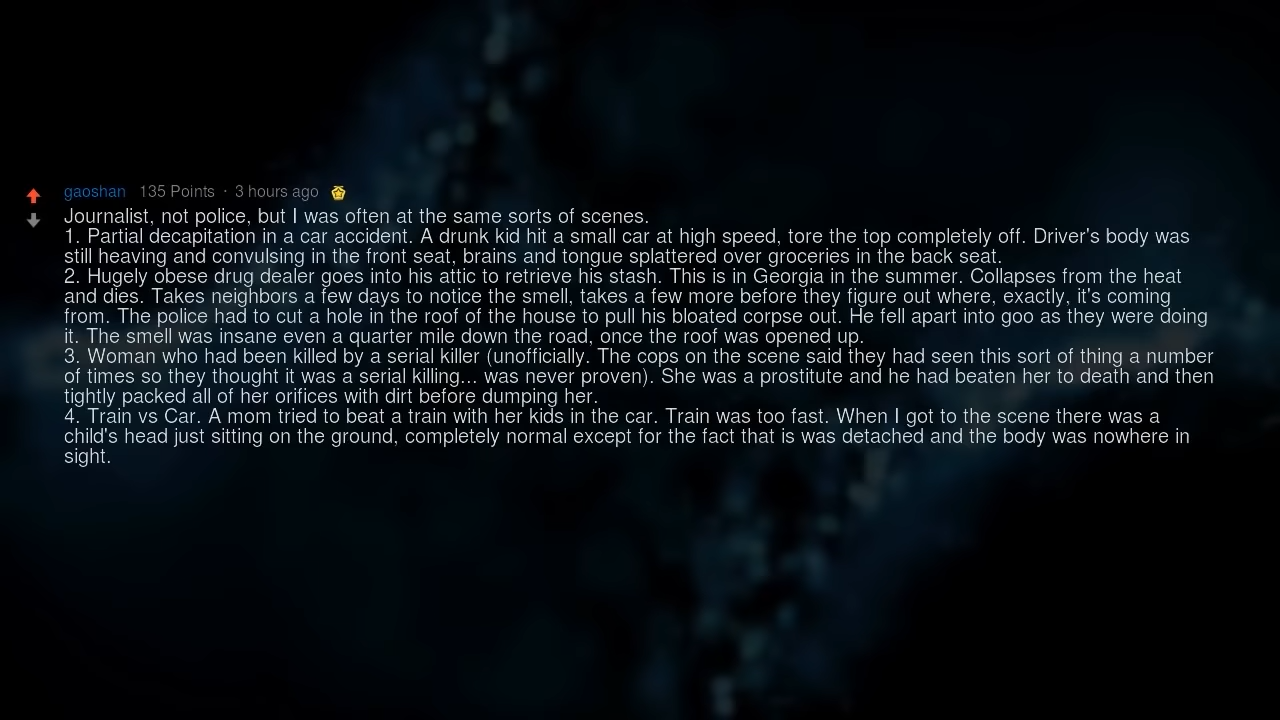 gaoshan 135 Points · 3 hours ago
Journalist, not police, but I was often at the same sorts of scenes.
1. Partial decapitation in a car accident. A drunk kid hit a small car at high speed, tore the top completely off. Driver's body was
still heaving and convulsing in the front seat, brains and tongue splattered over groceries in the back seat.
2. Hugely obese drug dealer goes into his attic to retrieve his stash. This is in Georgia in the summer. Collapses from the heat
and dies. Takes neighbors a few days to notice the smell, takes a few more before they figure out where, exactly, it's coming
from. The police had to cut a hole in the roof of the house to pull his bloated corpse out. He fell apart into goo as they were doing
it. The smell was insane even a quarter mile down the road, once the roof was opened up.
3. Woman who had been killed by a serial killer (unofficially. The cops on the scene said they had seen this sort of thing a number
of times so they thought it was a serial killing... was never proven). She was a prostitute and he had beaten her to death and then
tightly packed all of her orifices with dirt before dumping her.
4. Train vs Car. A mom tried to beat a train with her kids in the car. Train was too fast. When I got to the scene there was a
child's head just sitting on the ground, completely normal except for the fact that is was detached and the body was nowhere in
sight.